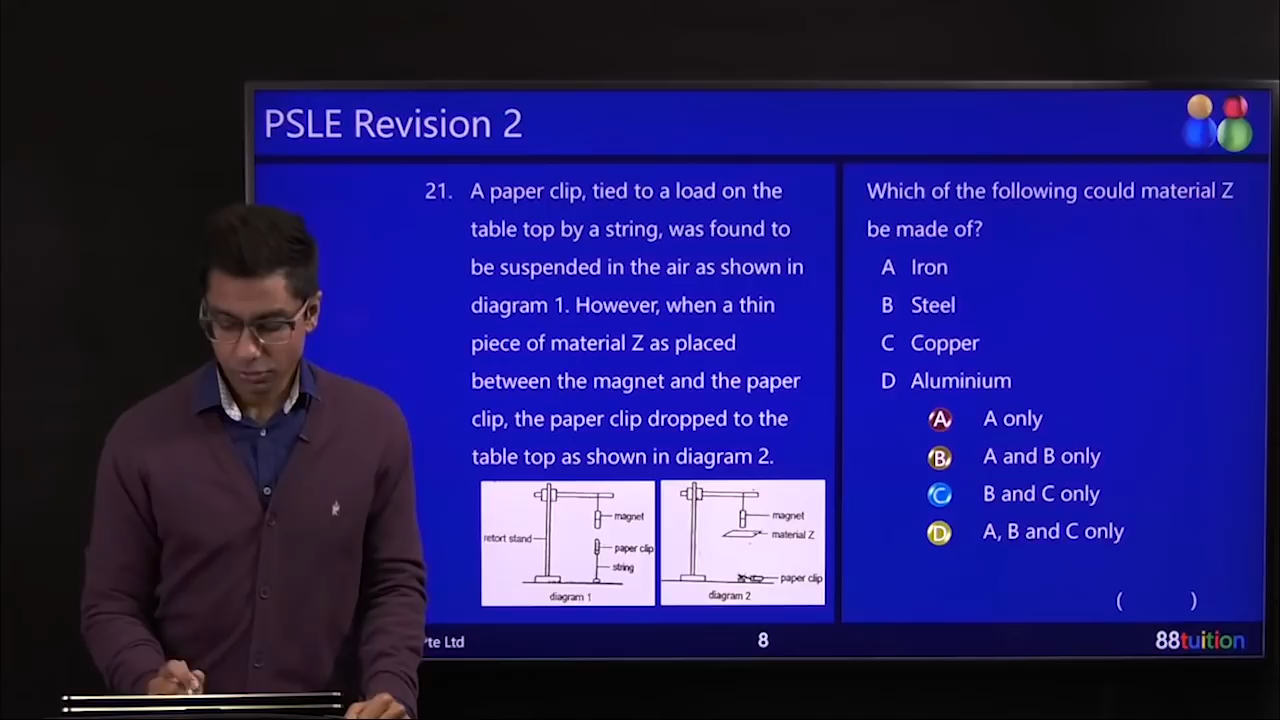 PSLE Revision 2
21. A paper clip, tied to a load on the
table top by a string, was found to
be suspended in the air as shown in
diagram 1. However, when a thin
piece of material Z as placed
between the magnet and the paper
clip, the paper clip dropped to the
table top as shown in diagram 2.
magnet
retort stand
paper clip
string
diagram 1
magnet
material Z
paper clip
diagram 2
Which of the following could material Z
be made of?
A Iron
B Steel
C Copper
D Aluminium
A A only
B A and B only
C B and C only
D A, B and C only
( )
Pte Ltd
8
88tuition